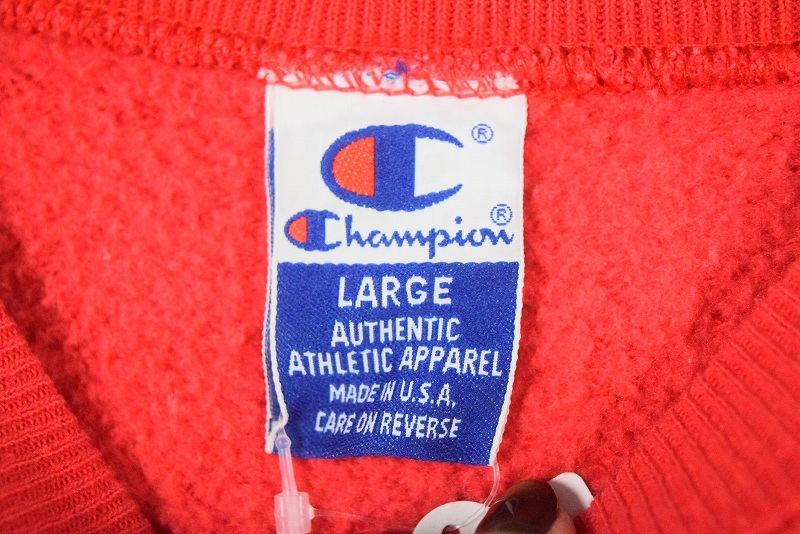 ®
Champion®
LARGE
AUTHENTIC
ATHLETIC APPAREL
MADE IN U.S.A.
CARE ON REVERSE